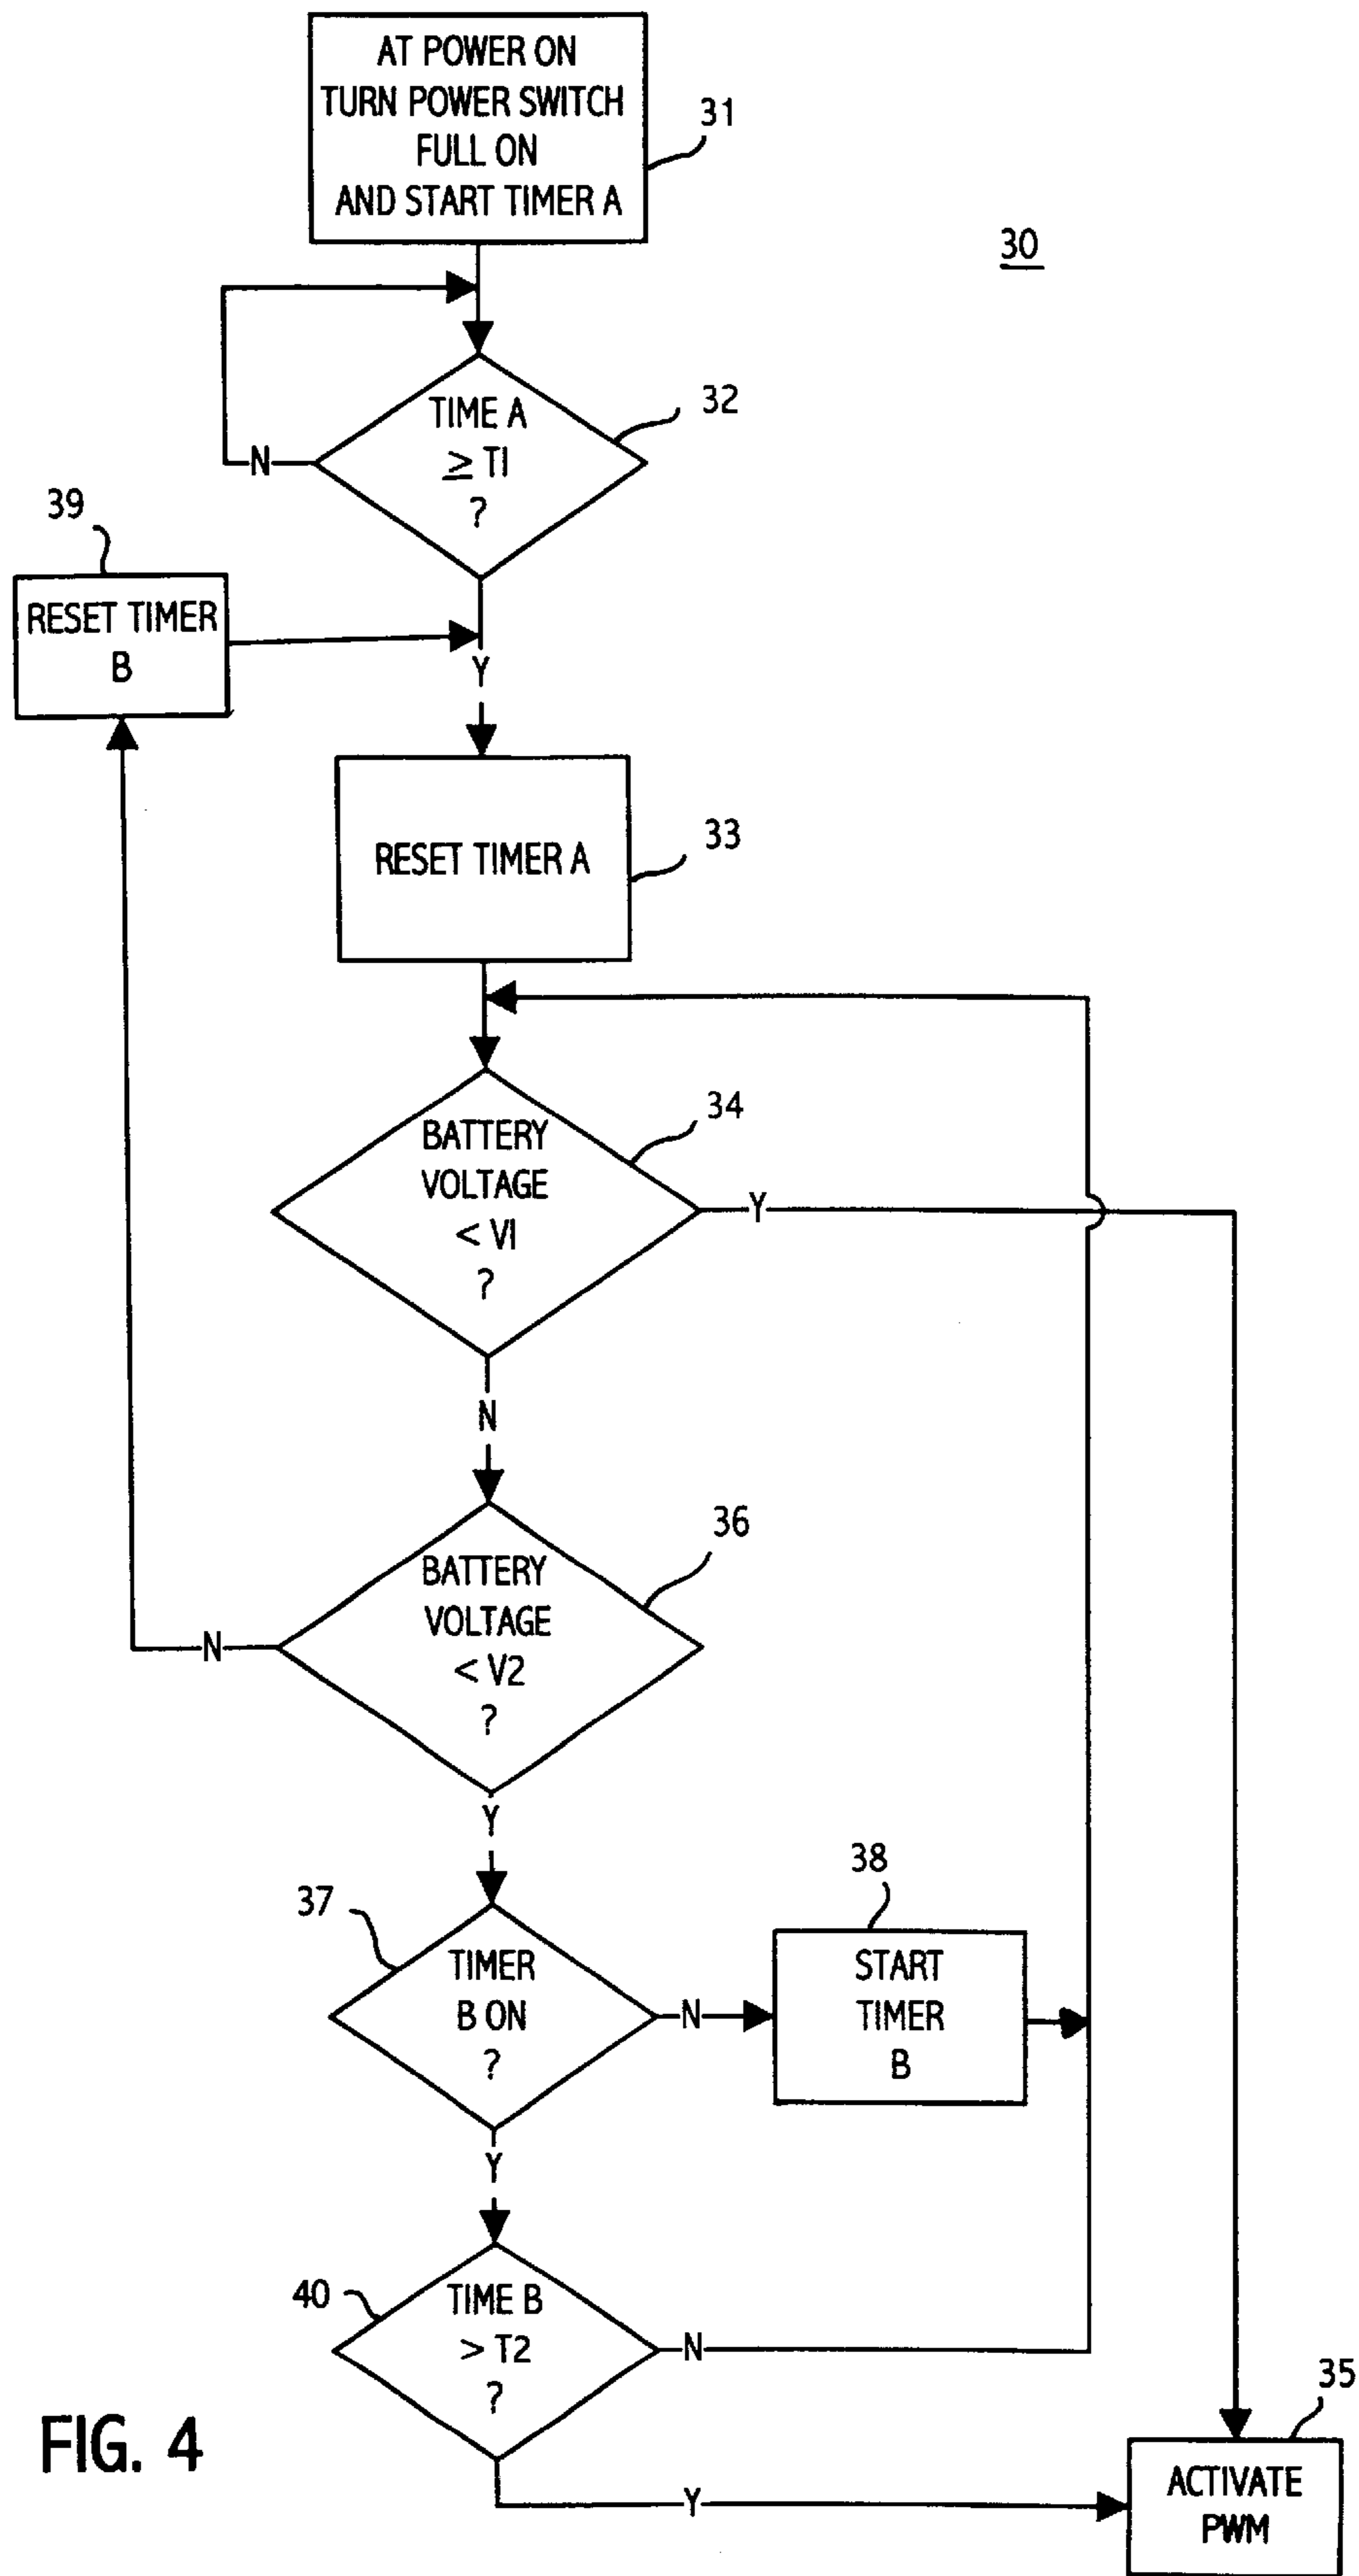 AT POWER ON
TURN POWER SWITCH
FULL ON
AND START TIMER A
31
30
TIME A
≥ T1
?
32
N
39
RESET TIMER
B
Y
RESET TIMER A
33
BATTERY
VOLTAGE
< V1
?
34
Y
N
BATTERY
VOLTAGE
< V2
?
36
N
Y
37
TIMER
B ON
?
N
38
START
TIMER
B
Y
40
TIME B
> T2
?
N
Y
35
ACTIVATE
PWM
FIG. 4